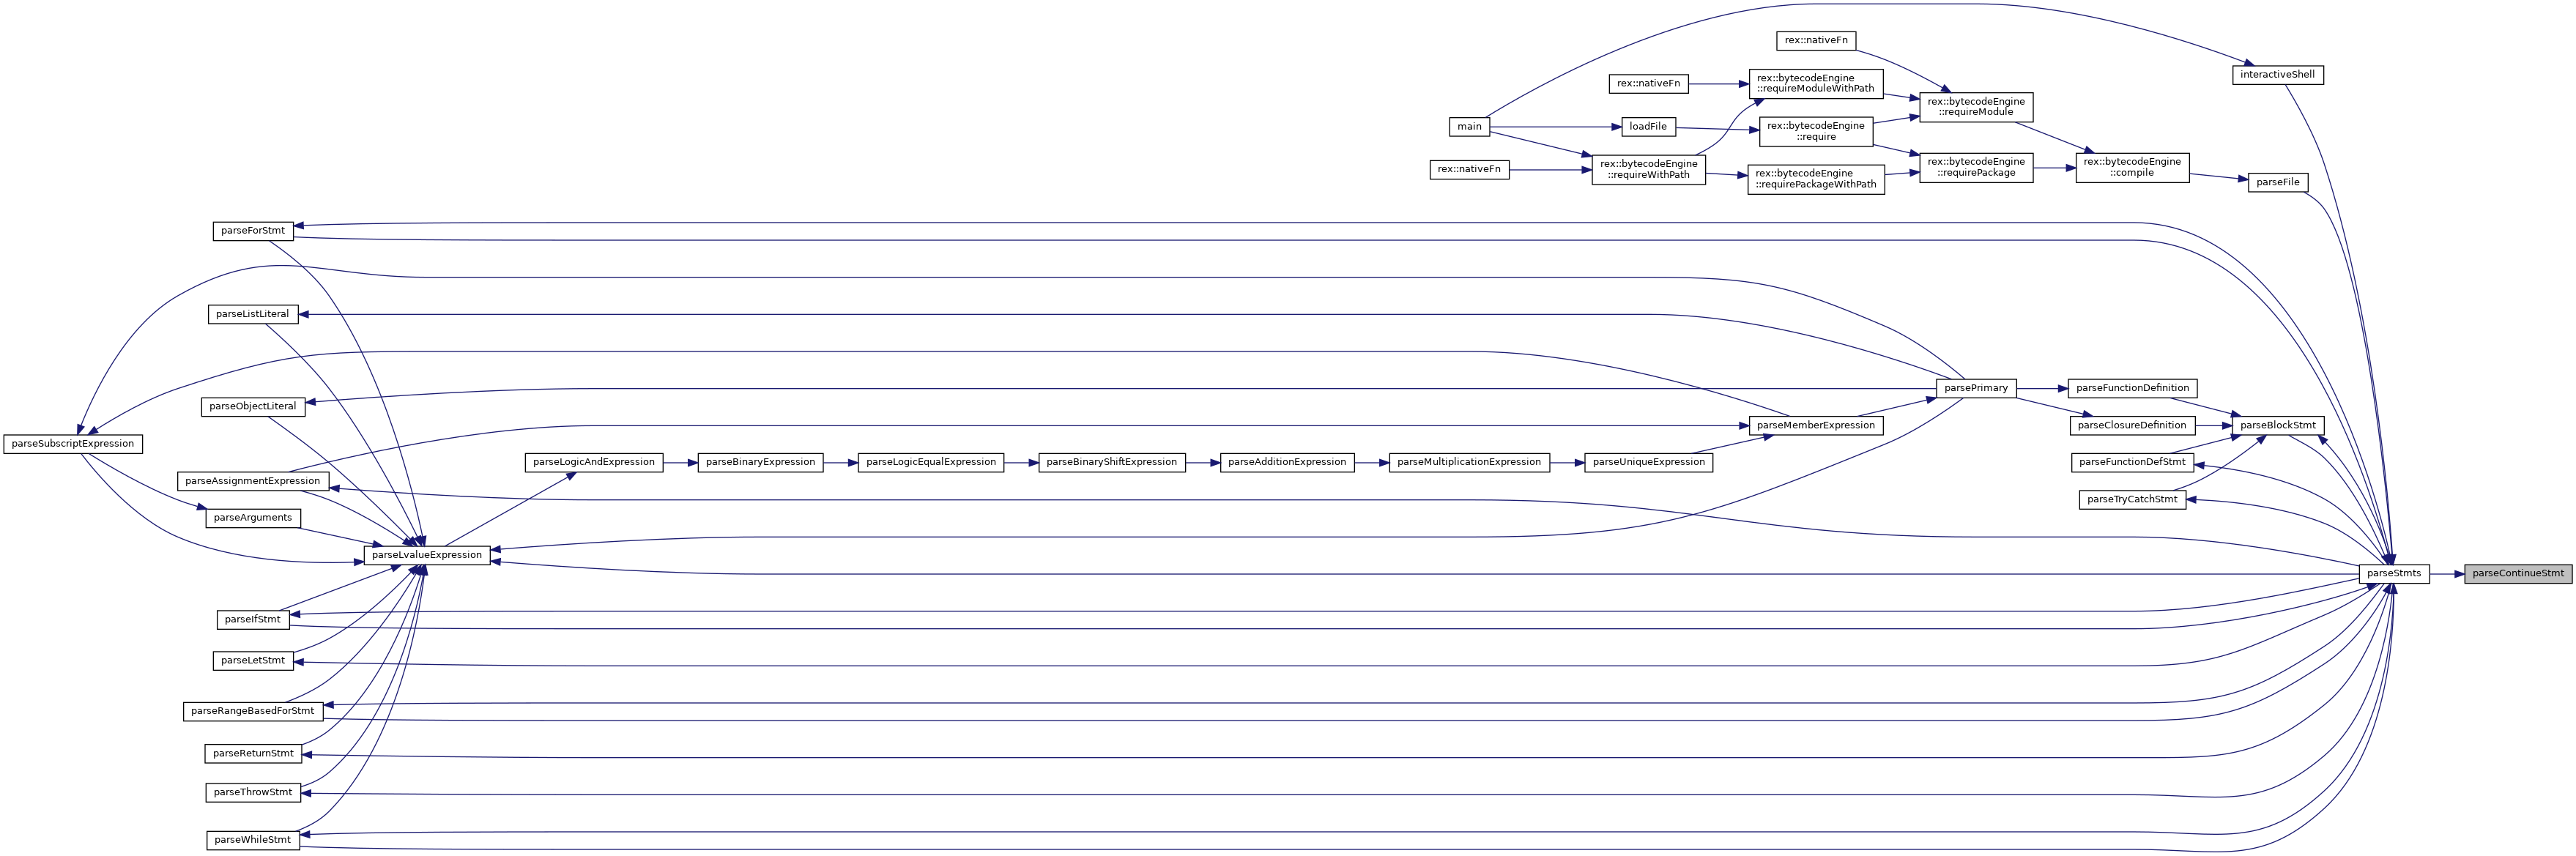 rex::nativeFn
interactiveShell
rex::bytecodeEngine
::requireModuleWithPath
rex::nativeFn
rex::bytecodeEngine
::requireModule
main
loadFile
rex::bytecodeEngine
::require
rex::nativeFn
rex::bytecodeEngine
::requireWithPath
rex::bytecodeEngine
::requirePackageWithPath
rex::bytecodeEngine
::requirePackage
rex::bytecodeEngine
::compile
parseFile
parseForStmt
parseListLiteral
parseObjectLiteral
parsePrimary
parseFunctionDefinition
parseSubscriptExpression
parseMemberExpression
parseClosureDefinition
parseBlockStmt
parseLogicAndExpression
parseBinaryExpression
parseLogicEqualExpression
parseBinaryShiftExpression
parseAdditionExpression
parseMultiplicationExpression
parseUniqueExpression
parseFunctionDefStmt
parseAssignmentExpression
parseTryCatchStmt
parseArguments
parseLvalueExpression
parseStmts
parseContinueStmt
parseIfStmt
parseLetStmt
parseRangeBasedForStmt
parseReturnStmt
parseThrowStmt
parseWhileStmt